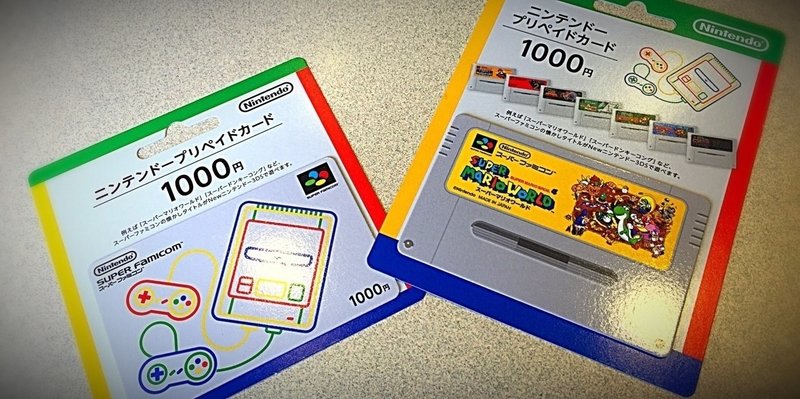 Nintendo
ニンテンドープリペイドカード
1000円
例えば「スーパーマリオワールド」「スーパードンキーコング」など、
スーパーファミコンの懐かしタイトルがNewニンテンドー3DSで遊べます。
SUPER FAMICOM
Nintendo
SUPER FAMICOM
スーパーファミコン
1000円
Nintendo
ニンテンドー
プリペイドカード
1000円
例えば「スーパーマリオワールド」「スーパードンキーコング」など、
スーパーファミコンの懐かしタイトルがNewニンテンドー3DSで遊べます。
スーパーファミコン
SUPER MARIO WORLD
スーパーマリオワールド
©Nintendo MADE IN JAPAN